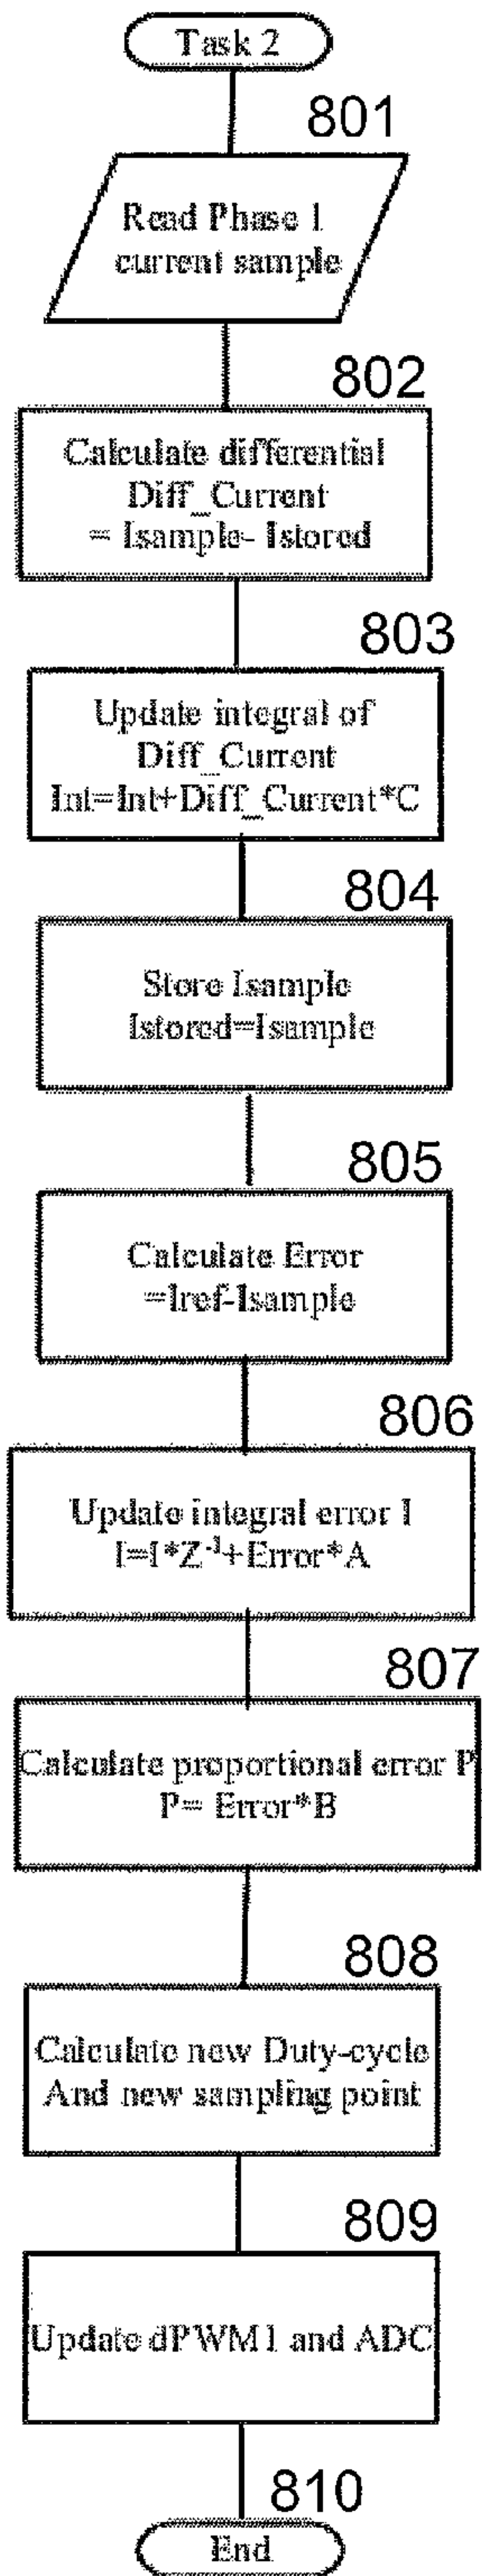 Task 2
801
Read Phase 1
current sample
802
Calculate differential
Diff_Current
= Isample- Istored
803
Update integral of
Diff_Current
Int=Int+Diff_Current*C
804
Store Isample
Istored=Isample
805
Calculate Error
=Iref-Isample
806
Update integral error I
I=I*Z⁻¹+Error*A
807
Calculate proportional error P
P= Error*B
808
Calculate new Duty-cycle
And new sampling point
809
Update dPWM1 and ADC
810
End